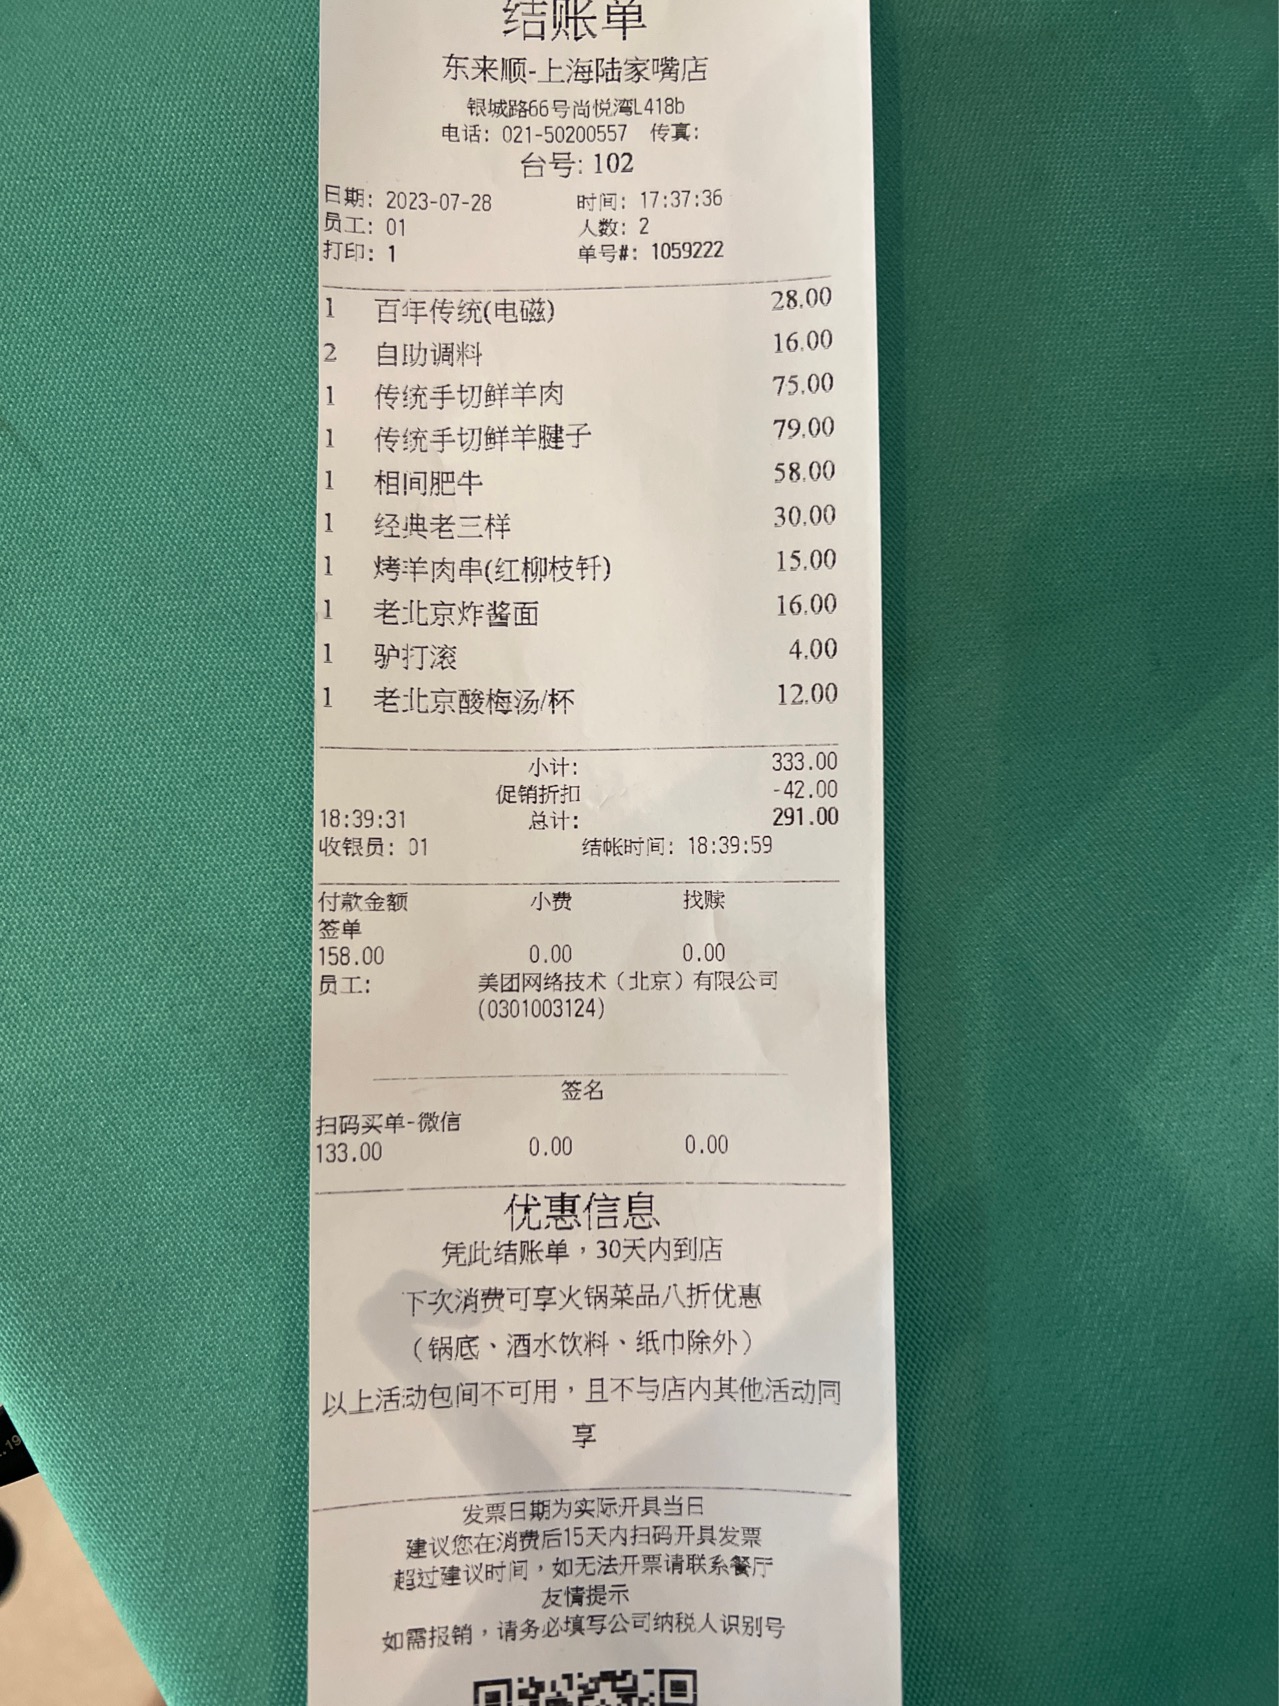 结账单
东来顺-上海陆家嘴店
银城路66号尚悦湾L418b
电话: 021-50200557 传真:
台号: 102
日期: 2023-07-28 时间: 17:37:36
员工: 01 人数: 2
打印: 1 单号#: 1059222
1 百年传统(电磁) 28.00
2 自助调料 16.00
1 传统手切鲜羊肉 75.00
1 传统手切鲜羊腱子 79.00
1 相间肥牛 58.00
1 经典老三样 30.00
1 烤羊肉串(红柳枝钎) 15.00
1 老北京炸酱面 16.00
1 驴打滚 4.00
1 老北京酸梅汤/杯 12.00
小计: 333.00
促销折扣 -42.00
18:39:31 总计: 291.00
收银员: 01 结帐时间: 18:39:59
付款金额 小费 找赎
签单
158.00 0.00 0.00
员工: 美团网络技术（北京）有限公司
(0301003124)
签名
扫码买单-微信
133.00 0.00 0.00
优惠信息
凭此结账单，30天内到店
下次消费可享火锅菜品八折优惠
（锅底、酒水饮料、纸巾除外）
以上活动包间不可用，且不与店内其他活动同
享
发票日期为实际开具当日
建议您在消费后15天内扫码开具发票
超过建议时间，如无法开票请联系餐厅
友情提示
如需报销，请务必填写公司纳税人识别号